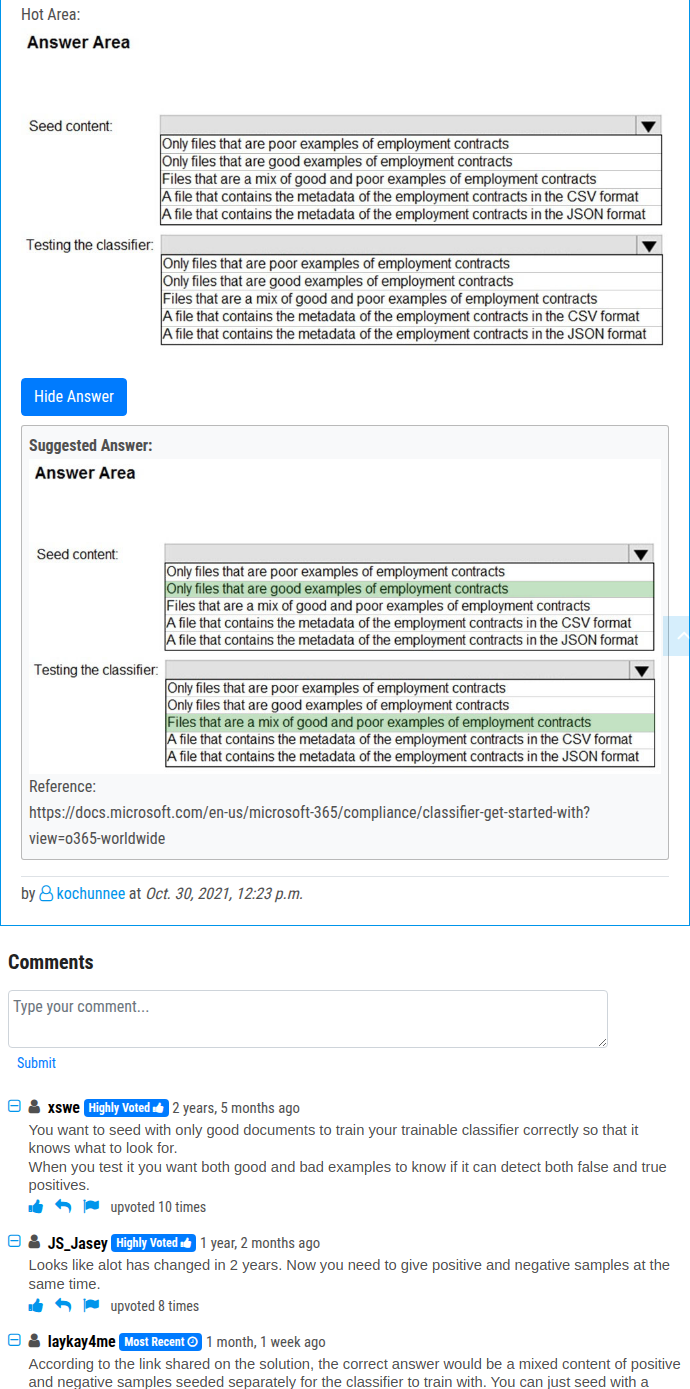 Hot Area:
Answer Area
Seed content:
Only files that are poor examples of employment contracts
Only files that are good examples of employment contracts
Files that are a mix of good and poor examples of employment contracts
A file that contains the metadata of the employment contracts in the CSV format
A file that contains the metadata of the employment contracts in the JSON format
Testing the classifier:
Only files that are poor examples of employment contracts
Only files that are good examples of employment contracts
Files that are a mix of good and poor examples of employment contracts
A file that contains the metadata of the employment contracts in the CSV format
A file that contains the metadata of the employment contracts in the JSON format
Hide Answer
Suggested Answer:
Answer Area
Seed content:
Only files that are poor examples of employment contracts
Only files that are good examples of employment contracts
Files that are a mix of good and poor examples of employment contracts
A file that contains the metadata of the employment contracts in the CSV format
A file that contains the metadata of the employment contracts in the JSON format
Testing the classifier:
Only files that are poor examples of employment contracts
Only files that are good examples of employment contracts
Files that are a mix of good and poor examples of employment contracts
A file that contains the metadata of the employment contracts in the CSV format
A file that contains the metadata of the employment contracts in the JSON format
Reference:
https://docs.microsoft.com/en-us/microsoft-365/compliance/classifier-get-started-with?
view=o365-worldwide
by kochunnee at Oct. 30, 2021, 12:23 p.m.
Comments
Type your comment...
Submit
xswe Highly Voted 2 years, 5 months ago
You want to seed with only good documents to train your trainable classifier correctly so that it
knows what to look for.
When you test it you want both good and bad examples to know if it can detect both false and true
positives.
upvoted 10 times
JS_Jasey Highly Voted 1 year, 2 months ago
Looks like alot has changed in 2 years. Now you need to give positive and negative samples at the
same time.
upvoted 8 times
laykay4me Most Recent 1 month, 1 week ago
According to the link shared on the solution, the correct answer would be a mixed content of positive
and negative samples seeded separately for the classifier to train with. You can just seed with a